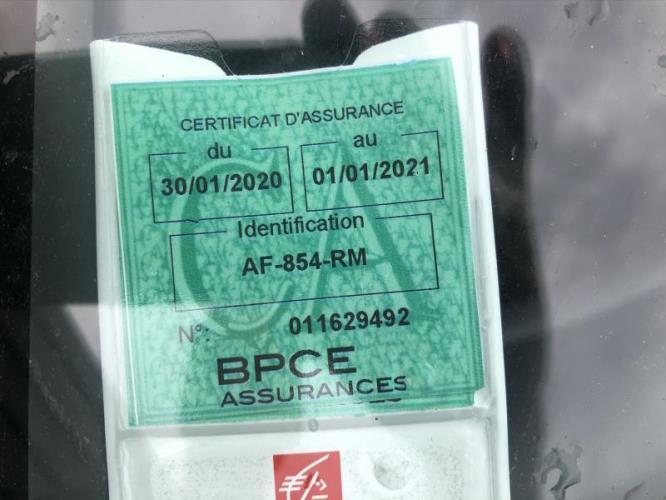 CERTIFICAT D'ASSURANCE
du
au
30/01/2020
01/01/2021
Identification
AF-854-RM
N°:
011629492
BPCE
ASSURANCES